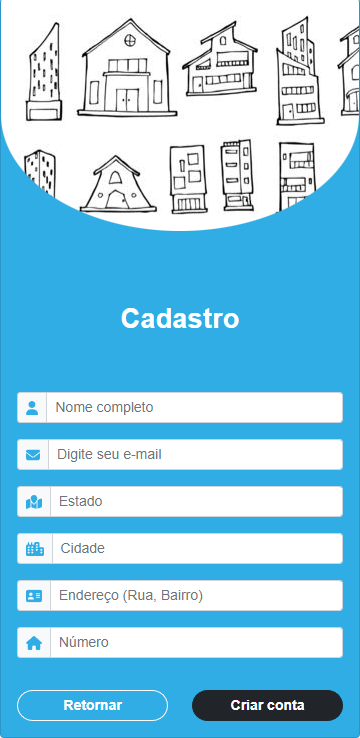 Cadastro
Nome completo
Digite seu e-mail
Estado
Cidade
Endereço (Rua, Bairro)
Número
Retornar
Criar conta